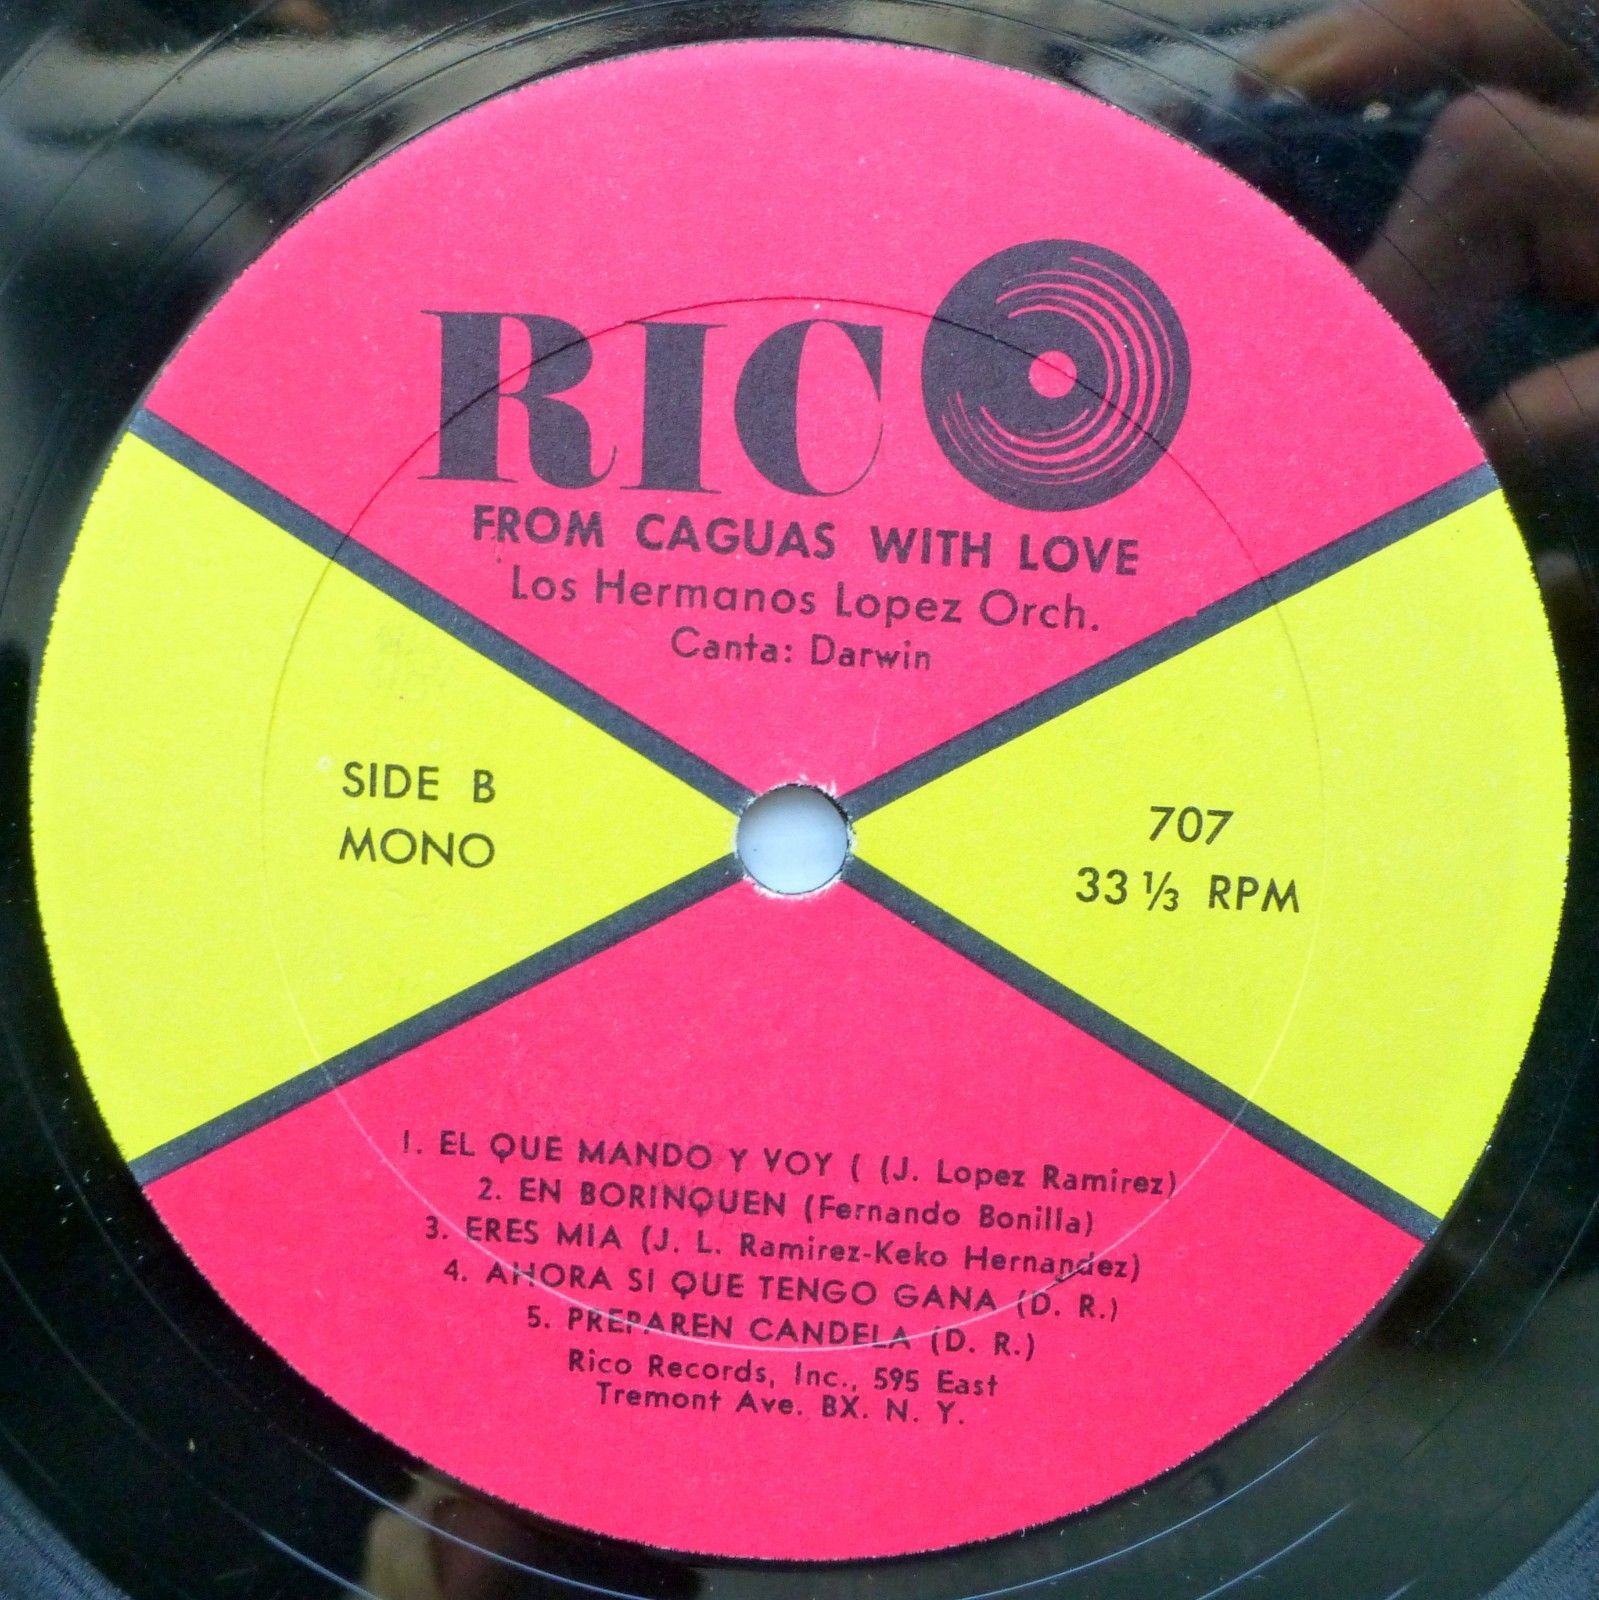 RICO
FROM CAGUAS WITH LOVE
Los Hermanos Lopez Orch.
Canta: Darwin
SIDE B
MONO
707
33 1/3 RPM
1. EL QUE MANDO Y VOY ( (J. Lopez Ramirez)
2. EN BORINQUEN (Fernando Bonilla)
3. ERES MIA (J. L. Ramirez-Keko Hernandez)
4. AHORA SI QUE TENGO GANA (D. R.)
5. PREPAREN CANDELA (D. R.)
Rico Records, Inc., 595 East
Tremont Ave. BX. N. Y.